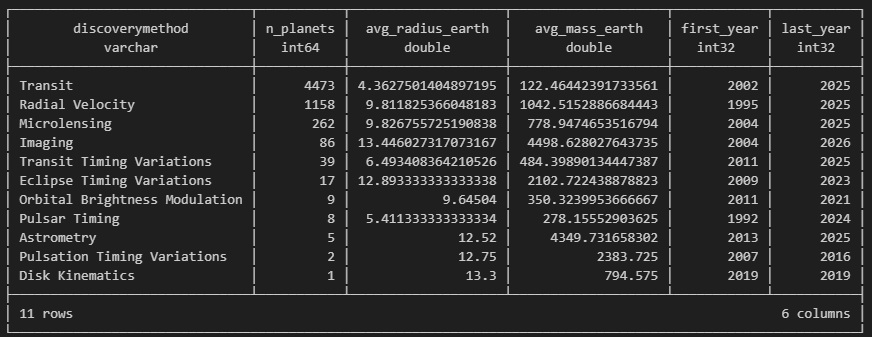 discoverymethod n_planets avg_radius_earth avg_mass_earth first_year last_year
varchar int64 double double int32 int32
Transit 4473 4.3627501404897195 122.46442391733561 2002 2025
Radial Velocity 1158 9.811825366048183 1042.5152886684443 1995 2025
Microlensing 262 9.826755725190838 778.9474653516794 2004 2025
Imaging 86 13.446027317073167 4498.628027643735 2004 2026
Transit Timing Variations 39 6.493408364210526 484.39890134447387 2011 2025
Eclipse Timing Variations 17 12.893333333333338 2102.722438878823 2009 2023
Orbital Brightness Modulation 9 9.64504 350.3239953666667 2011 2021
Pulsar Timing 8 5.411333333333334 278.15552903625 1992 2024
Astrometry 5 12.52 4349.731658302 2013 2025
Pulsation Timing Variations 2 12.75 2383.725 2007 2016
Disk Kinematics 1 13.3 794.575 2019 2019
11 rows 6 columns